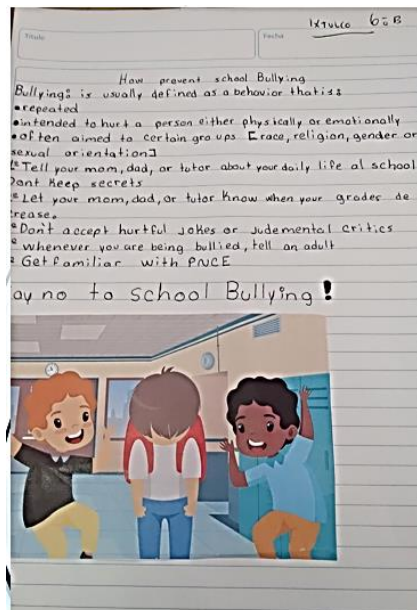 Ixtulco 6:B
Titulo
Fecha
How prevent school Bullying
Bullying: is usually defined as a behavior that is:
•repeated
•intended to hurt a person either physically or emotionally
•often aimed to certain groups [race, religion, gender or
sexual orientation]
Tell your mom, dad, or tutor about your daily life al school
Dont Keep secrets
Let your mom, dad, or tutor Know when your grades de
rease.
Don't accept hurtful jokes or judemental critics
Whenever you are being bullied, tell an adult
Get familiar with PNCE
ay no to school Bullying!